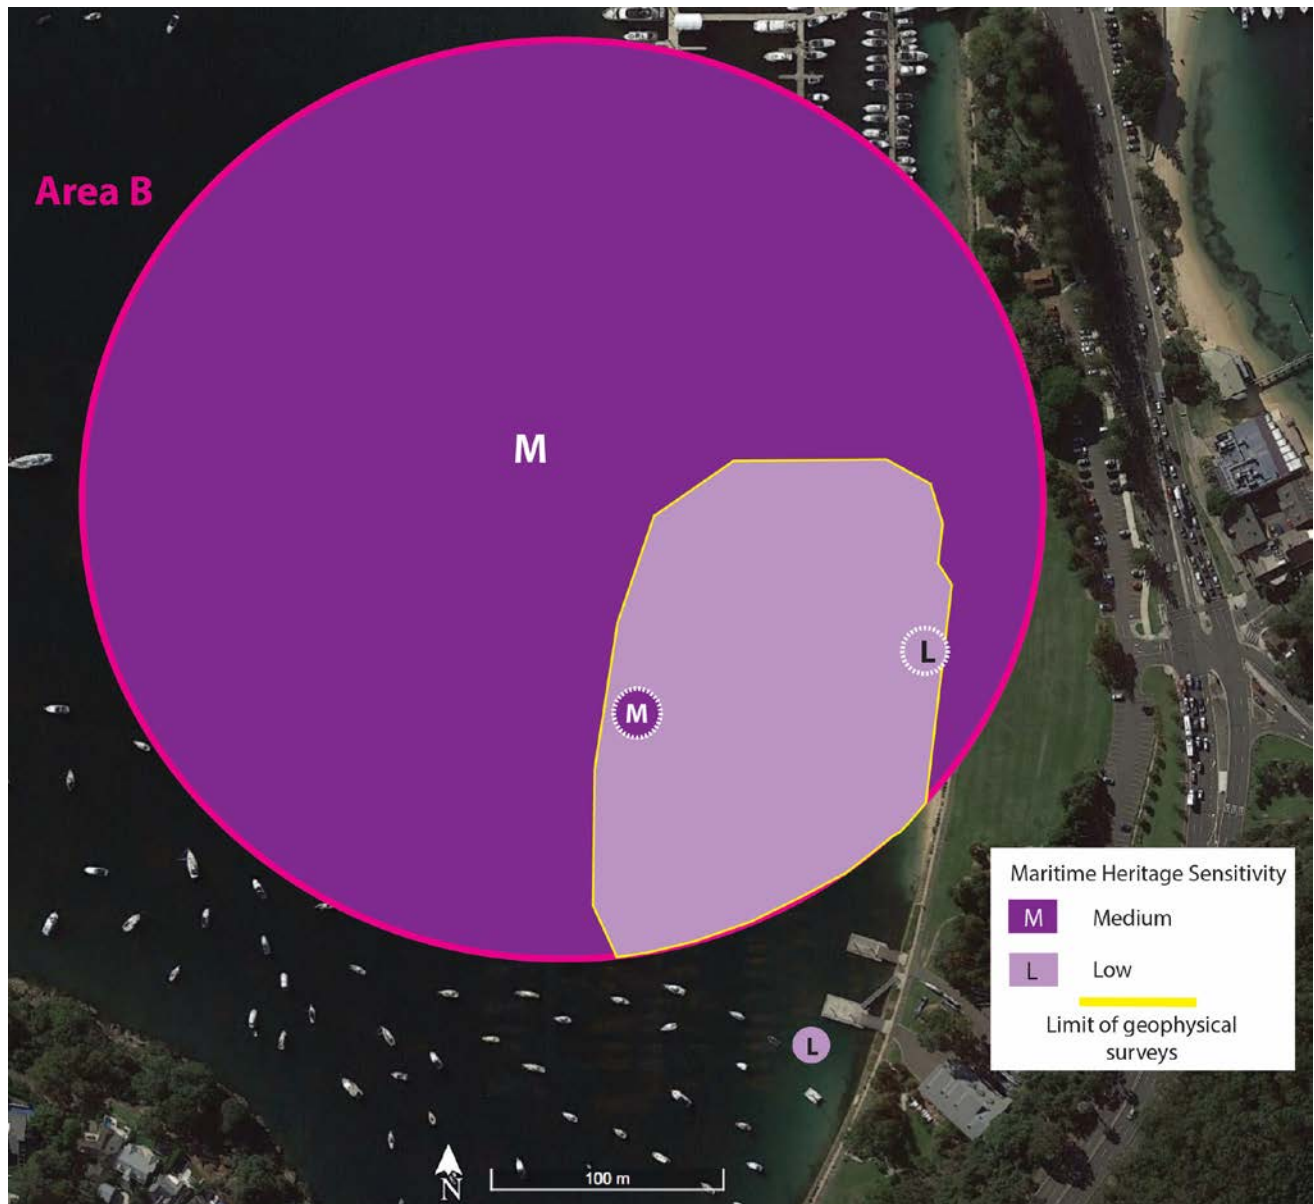 Area B
M
L
M
Maritime Heritage Sensitivity
M Medium
L Low
Limit of geophysical
surveys
L
N
100 m